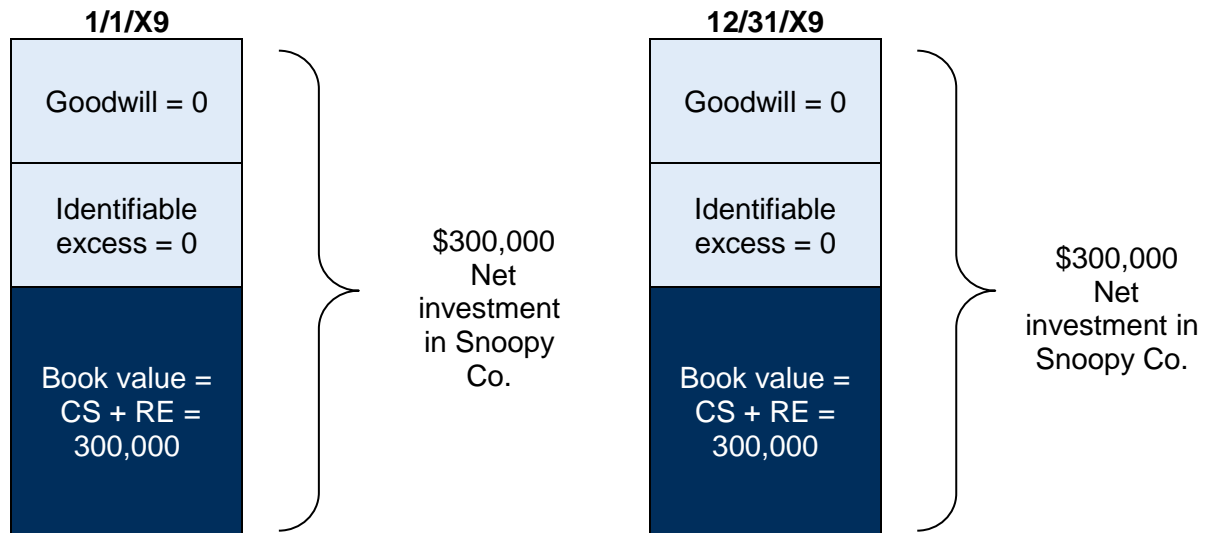 1/1/X9
Goodwill = 0
Identifiable
excess = 0
Book value =
CS + RE =
300,000
$300,000
Net
investment
in Snoopy
Co.
12/31/X9
Goodwill = 0
Identifiable
excess = 0
Book value =
CS + RE =
300,000
$300,000
Net
investment in
Snoopy Co.